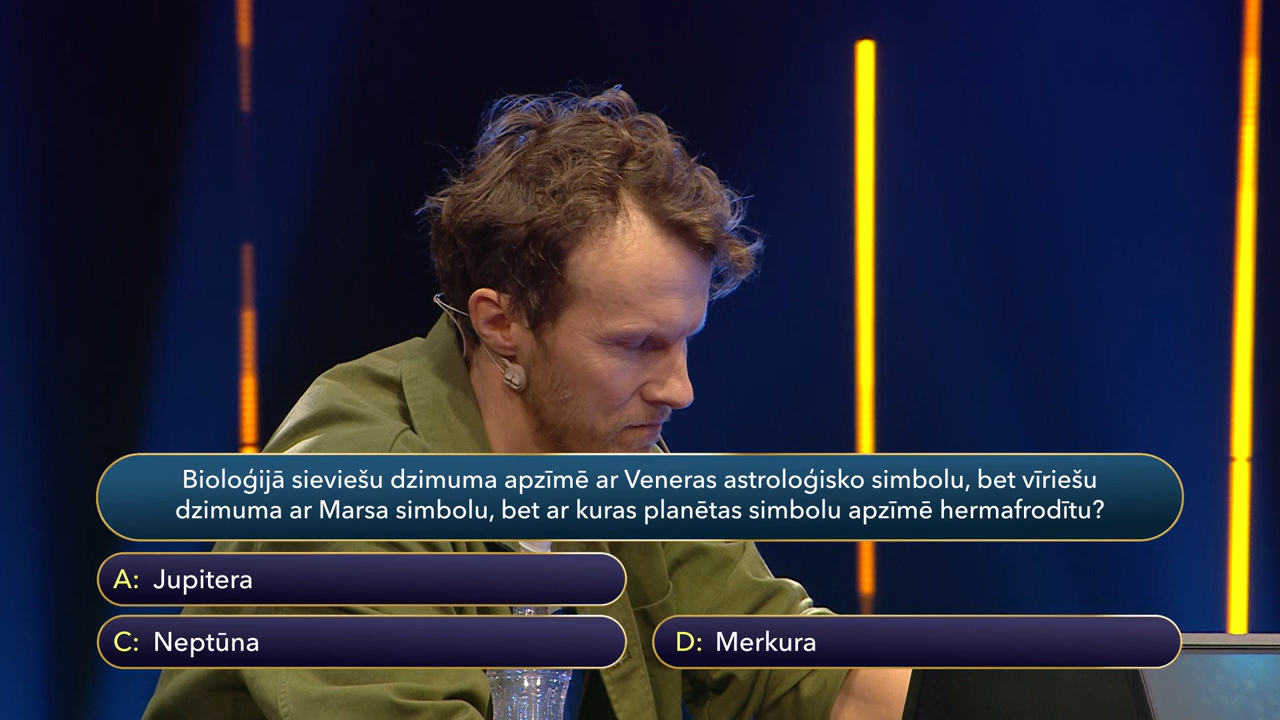 Bioloģijā sieviešu dzimuma apzīmē ar Veneras astroloģisko simbolu, bet vīriešu
dzimuma ar Marsa simbolu, bet ar kuras planētas simbolu apzīmē hermafrodītu?
A: Jupitera
C: Neptūna
D: Merkura